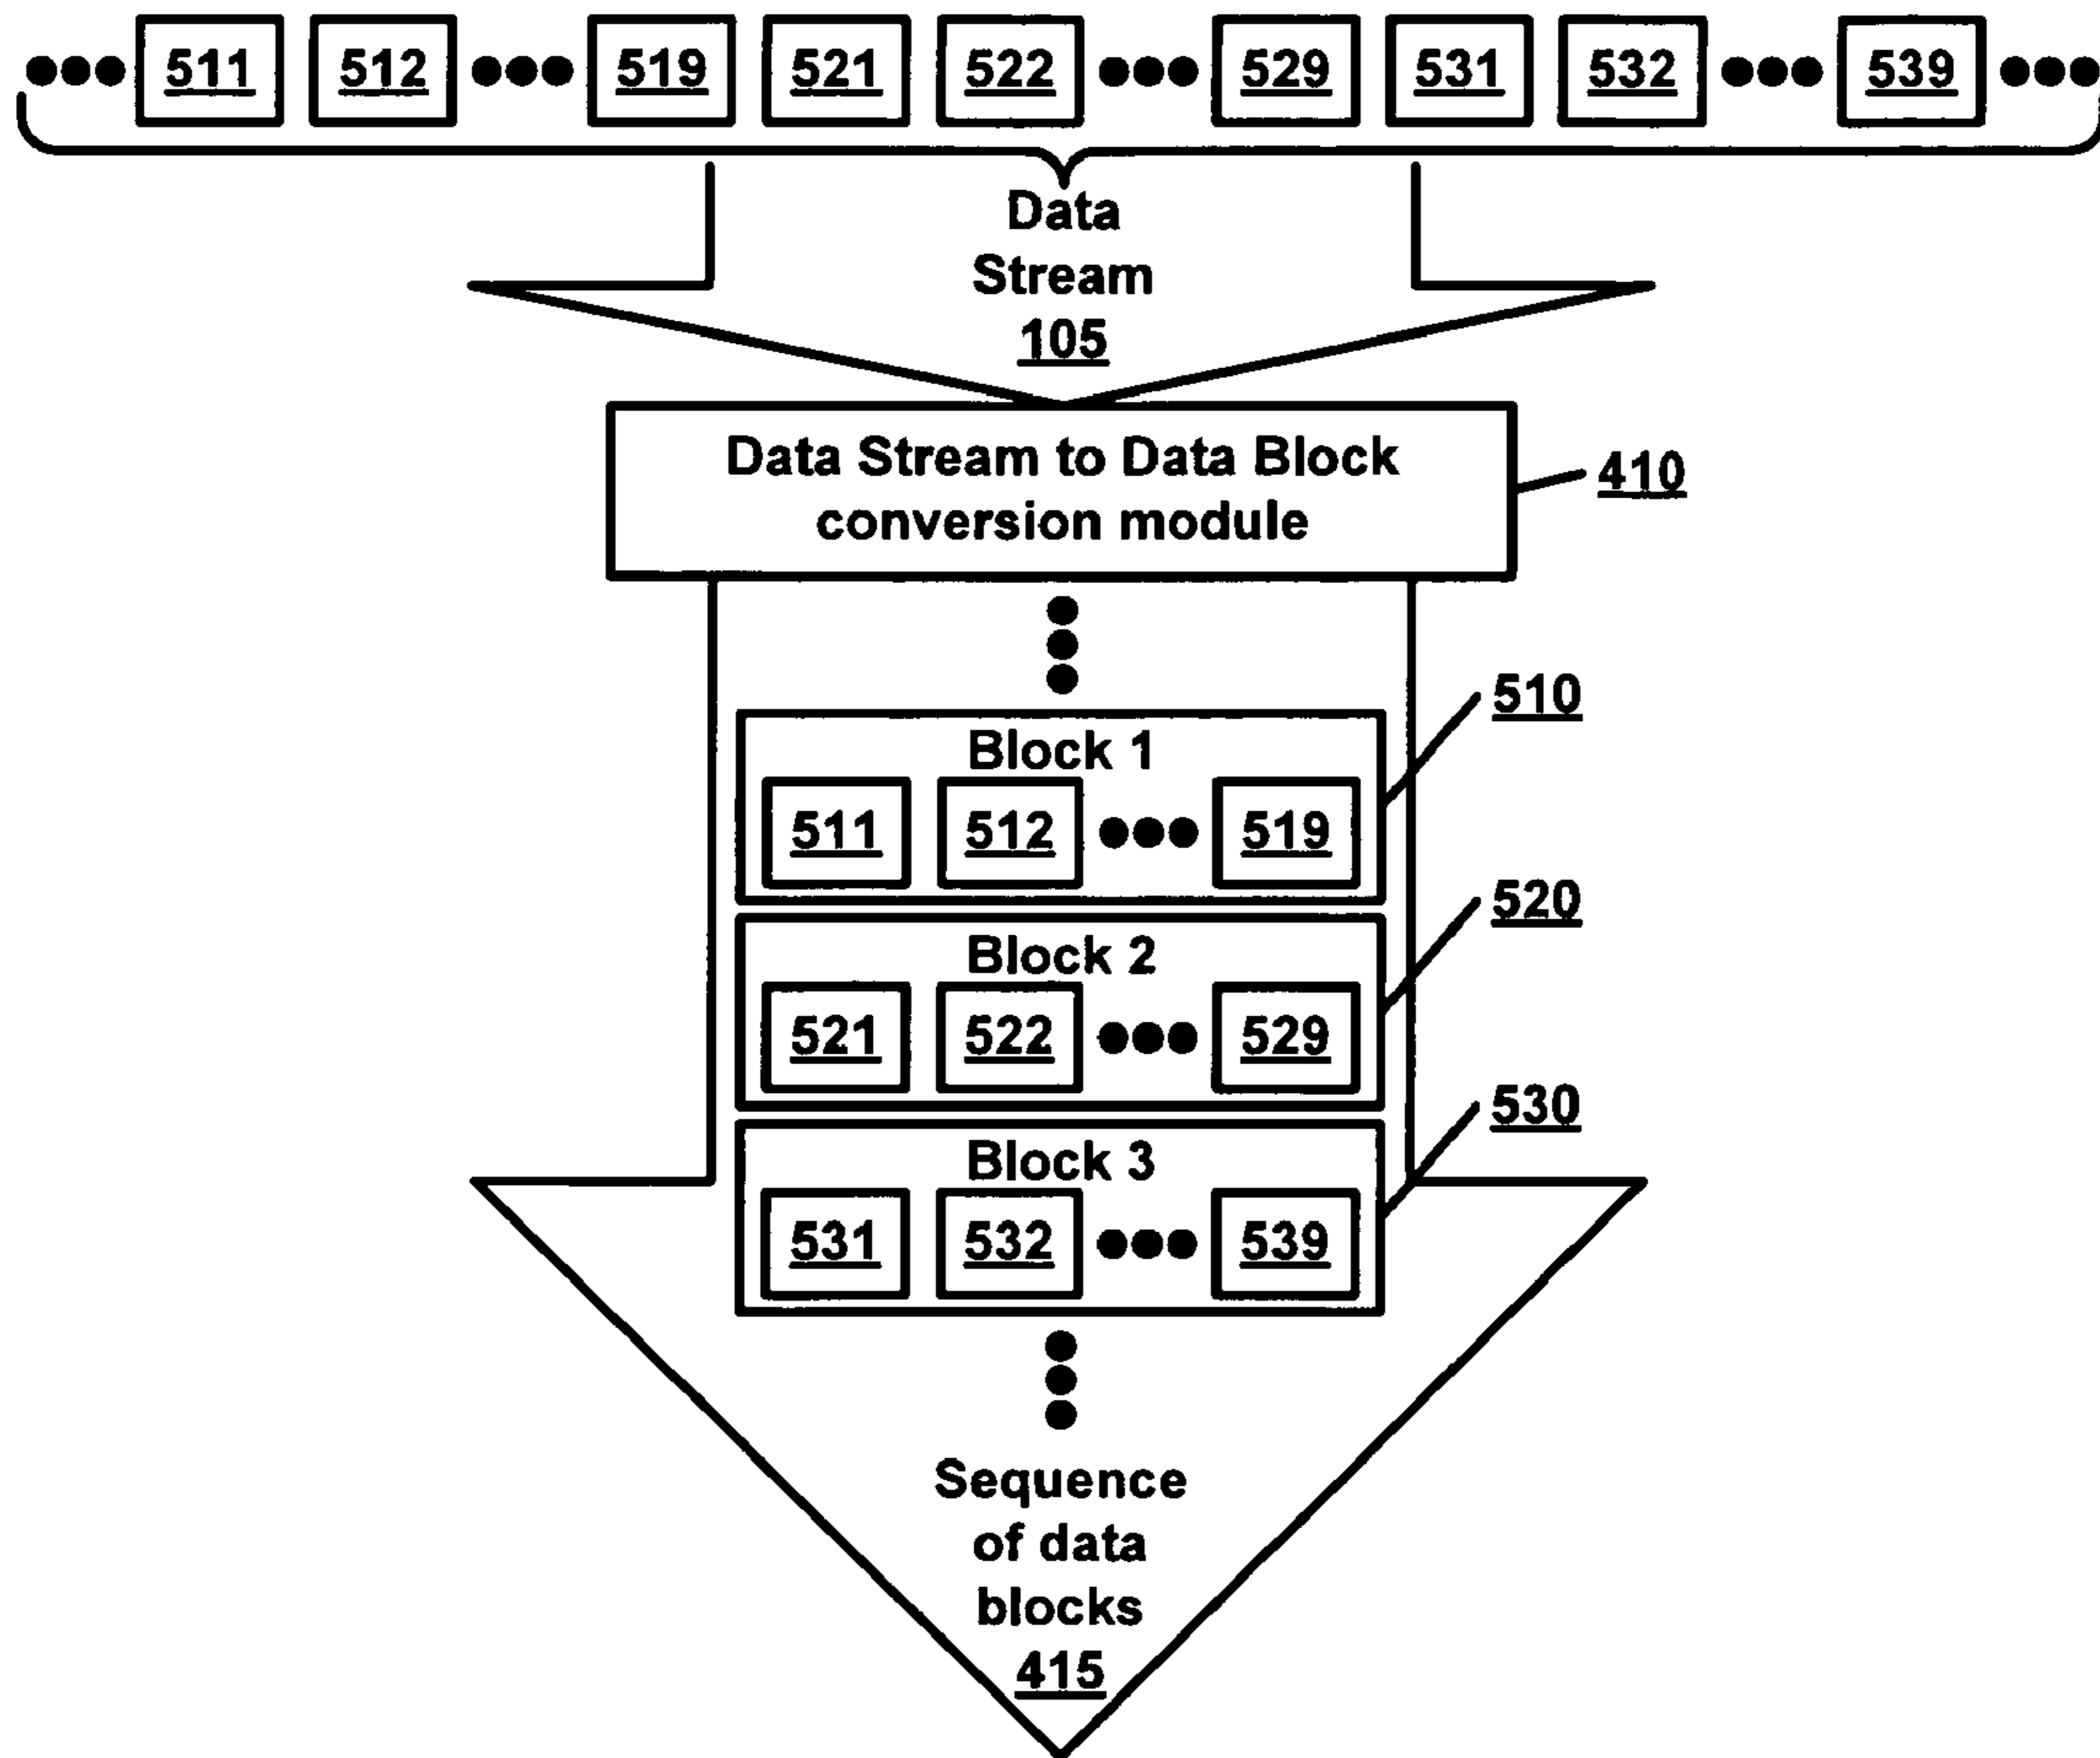 511 512 519 521 522 529 531 532 539
Data
Stream
105
Data Stream to Data Block
conversion module
410
510
Block 1
511 512 519
520
Block 2
521 522 529
530
Block 3
531 532 539
Sequence
of data
blocks
415